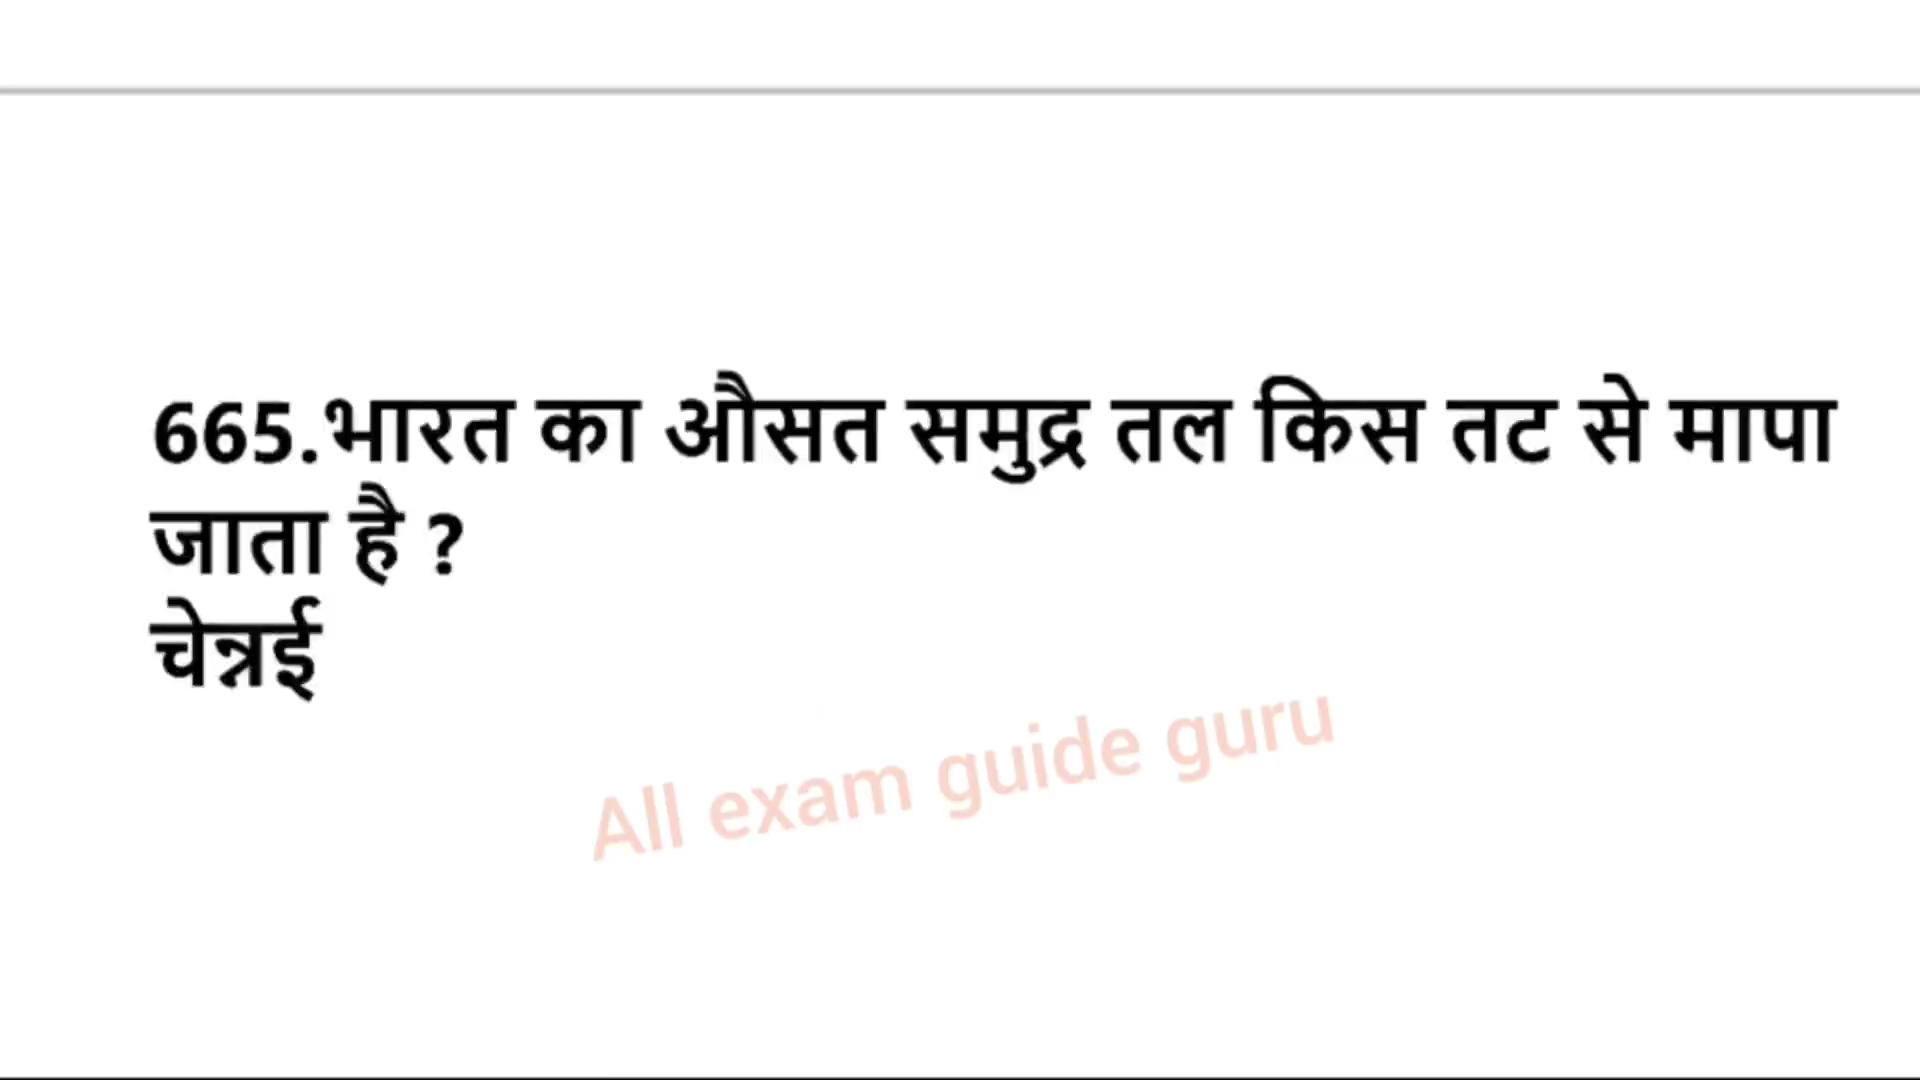 665.भारत का औसत समुद्र तल किस तट से मापा
जाता है ?
चेन्नई
All exam guide guru